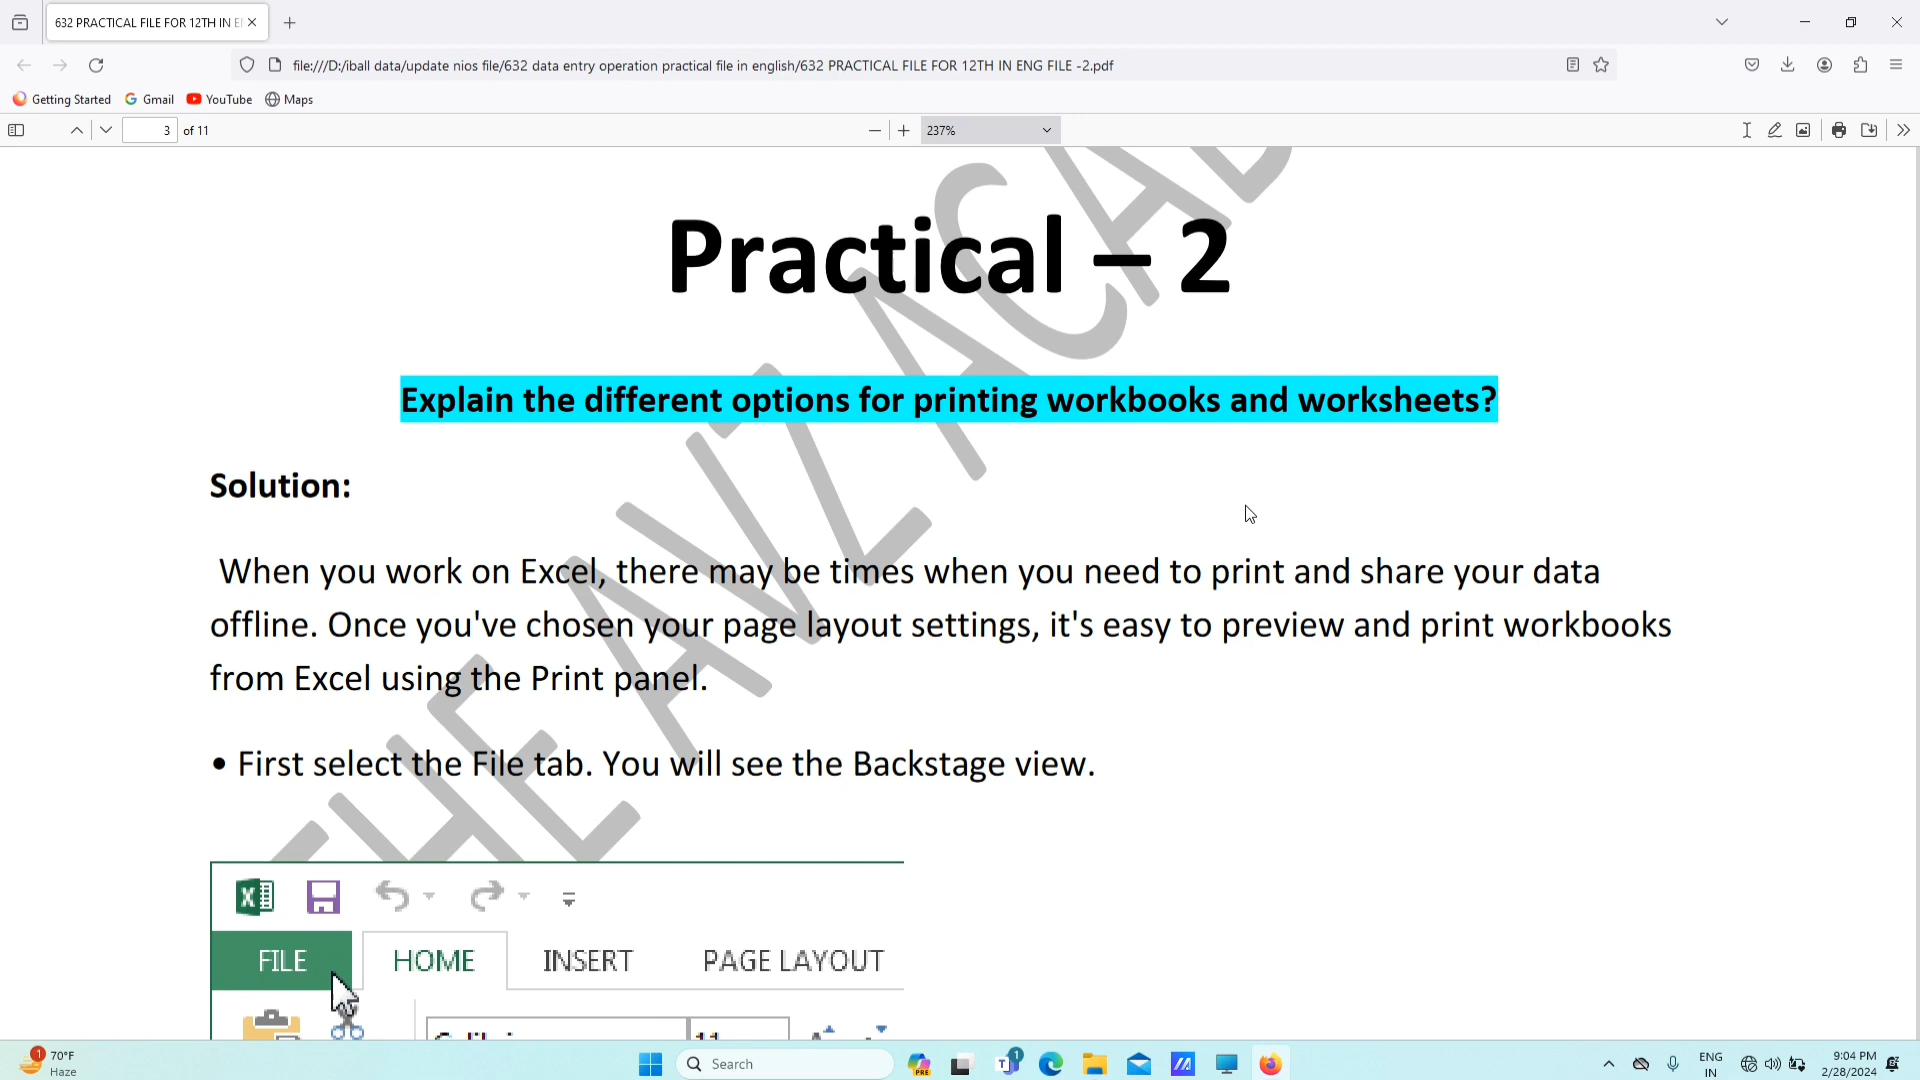 632 PRACTICAL FILE FOR 12TH IN E
file:///D:/iball data/update nios file/632 data entry operation practical file in english/632 PRACTICAL FILE FOR 12TH IN ENG FILE -2.pdf
Getting Started Gmail YouTube Maps
3 of 11 237%
Practical – 2
Explain the different options for printing workbooks and worksheets?
Solution:
When you work on Excel, there may be times when you need to print and share your data
offline. Once you've chosen your page layout settings, it's easy to preview and print workbooks
from Excel using the Print panel.
• First select the File tab. You will see the Backstage view.
THE AVZ ACA
FILE HOME INSERT PAGE LAYOUT
1 70°F
Haze
Search
PRE
1
ENG
IN
9:04 PM
2/28/2024